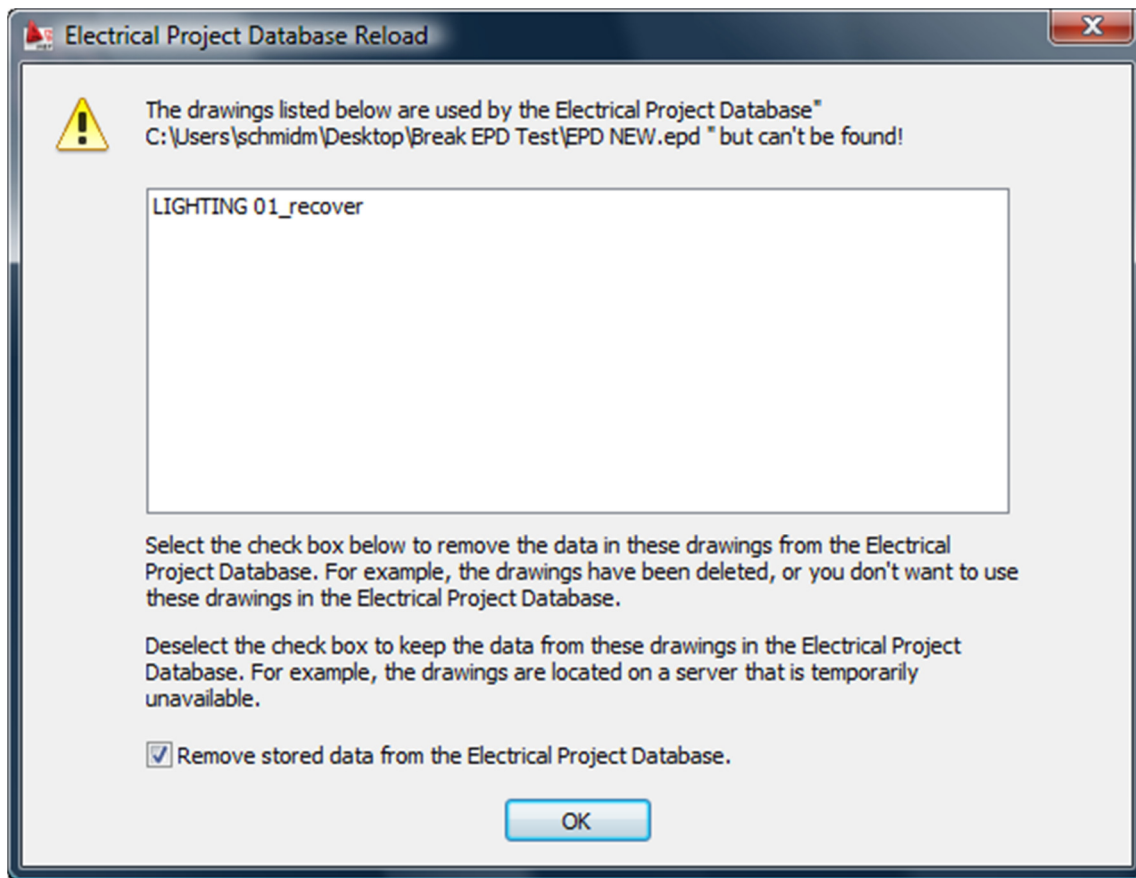 Electrical Project Database Reload
The drawings listed below are used by the Electrical Project Database"
C:\Users\schmidm\Desktop\Break EPD Test\EPD NEW.epd " but can't be found!
LIGHTING 01_recover
Select the check box below to remove the data in these drawings from the Electrical
Project Database. For example, the drawings have been deleted, or you don't want to use
these drawings in the Electrical Project Database.
Deselect the check box to keep the data from these drawings in the Electrical Project
Database. For example, the drawings are located on a server that is temporarily
unavailable.
Remove stored data from the Electrical Project Database.
OK